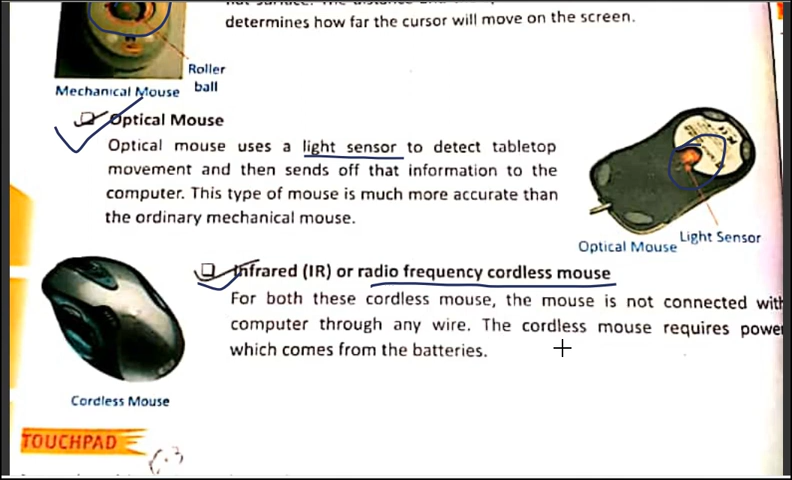 determines how far the cursor will move on the screen.
Roller
ball
Mechanical Mouse
Optical Mouse
Optical mouse uses a light sensor to detect tabletop
movement and then sends off that information to the
computer. This type of mouse is much more accurate than
the ordinary mechanical mouse.
Light Sensor
Optical Mouse
Infrared (IR) or radio frequency cordless mouse
For both these cordless mouse, the mouse is not connected with
computer through any wire. The cordless mouse requires power
which comes from the batteries.
Cordless Mouse
TOUCHPAD